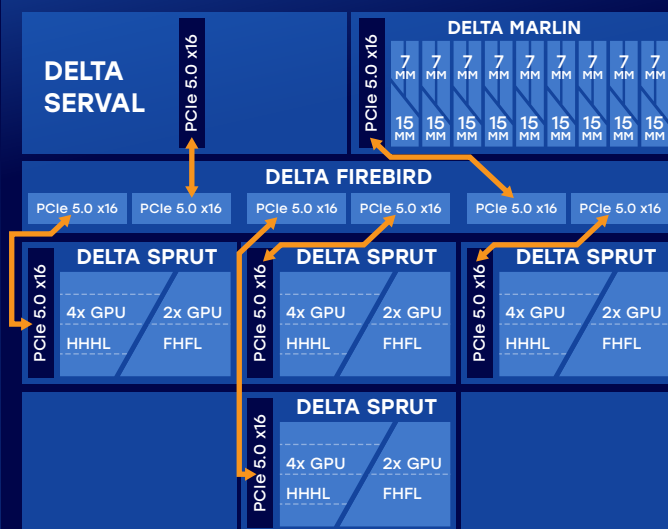 DELTA
SERVAL
PCIe 5.0 x16
DELTA MARLIN
PCIe 5.0 x16
7 7 7 7 7 7 7 7
MM MM MM MM MM MM MM MM
15 15 15 15 15 15 15 15
MM MM MM MM MM MM MM MM
DELTA FIREBIRD
PCIe 5.0 x16 PCIe 5.0 x16 PCIe 5.0 x16 PCIe 5.0 x16 PCIe 5.0 x16 PCIe 5.0 x16
DELTA SPRUT
PCIe 5.0 x16
4x GPU 2x GPU
HHHL FHFL
DELTA SPRUT
PCIe 5.0 x16
4x GPU 2x GPU
HHHL FHFL
DELTA SPRUT
PCIe 5.0 x16
4x GPU 2x GPU
HHHL FHFL
DELTA SPRUT
PCIe 5.0 x16
4x GPU 2x GPU
HHHL FHFL